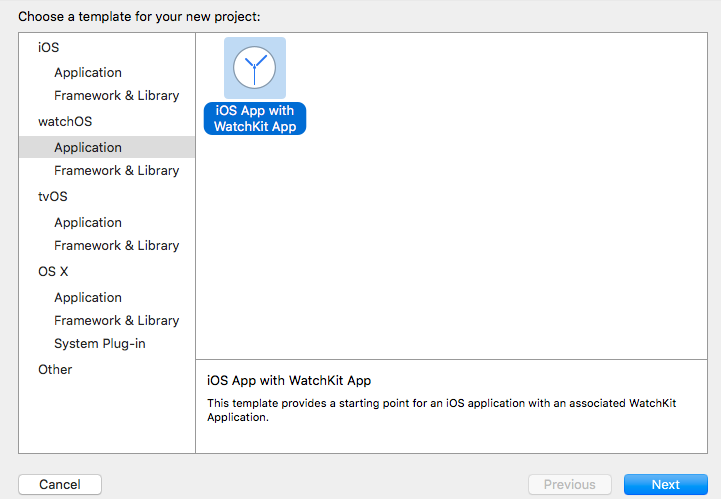 Choose a template for your new project:
iOS
Application
Framework & Library
watchOS
Application
Framework & Library
tvOS
Application
Framework & Library
OS X
Application
Framework & Library
System Plug-in
Other
iOS App with
WatchKit App
iOS App with WatchKit App
This template provides a starting point for an iOS application with an associated WatchKit
Application.
Cancel
Previous
Next